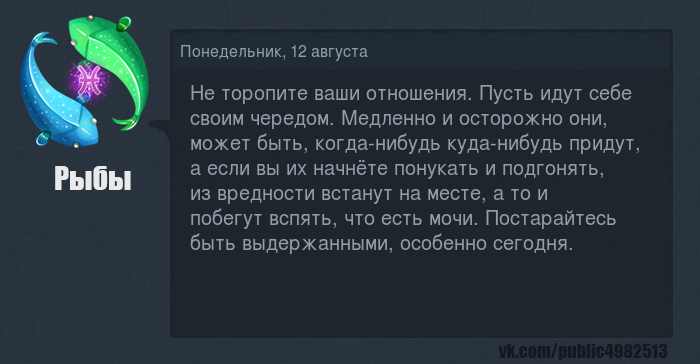 Понедельник, 12 августа
Не торопите ваши отношения. Пусть идут себе
своим чередом. Медленно и осторожно они,
может быть, когда-нибудь куда-нибудь придут,
а если вы их начнёте понукать и подгонять,
из вредности встанут на месте, а то и
побегут вспять, что есть мочи. Постарайтесь
быть выдержанными, особенно сегодня.
Рыбы
vk.com/public4982513